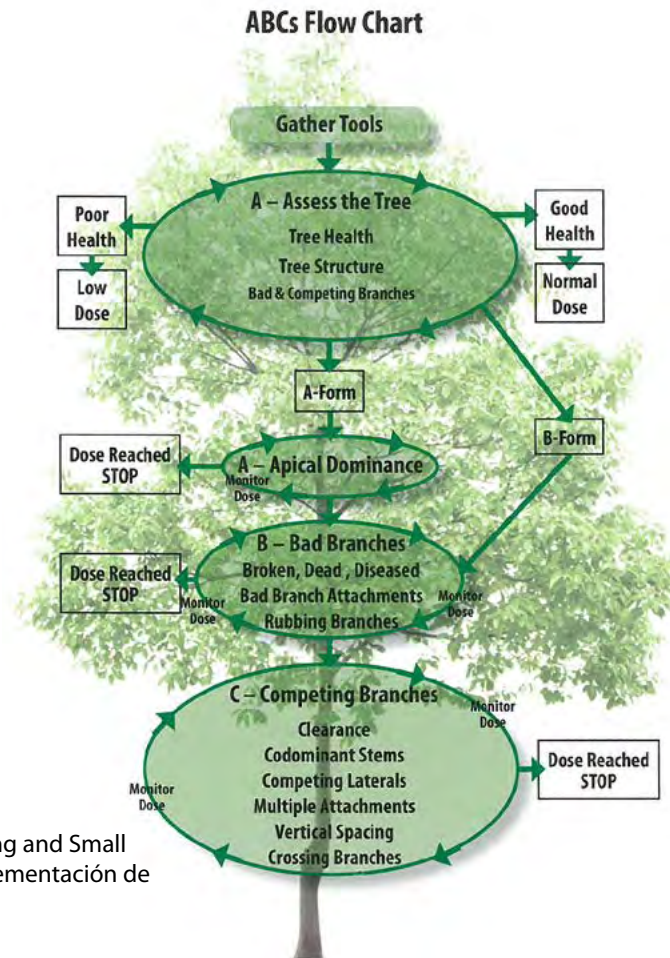 ABCs Flow Chart
Gather Tools
A – Assess the Tree
Tree Health
Tree Structure
Bad & Competing Branches
Poor
Health
Low
Dose
Good
Health
Normal
Dose
A-Form
B-Form
A – Apical Dominance
Monitor
Dose
Dose Reached
STOP
B – Bad Branches
Broken, Dead , Diseased
Bad Branch Attachments
Rubbing Branches
Monitor
Dose
Monitor
Dose
Dose Reached
STOP
C – Competing Branches
Clearance
Codominant Stems
Competing Laterals
Multiple Attachments
Vertical Spacing
Crossing Branches
Monitor
Dose
Monitor
Dose
Dose Reached
STOP
ng and Small
ementación de